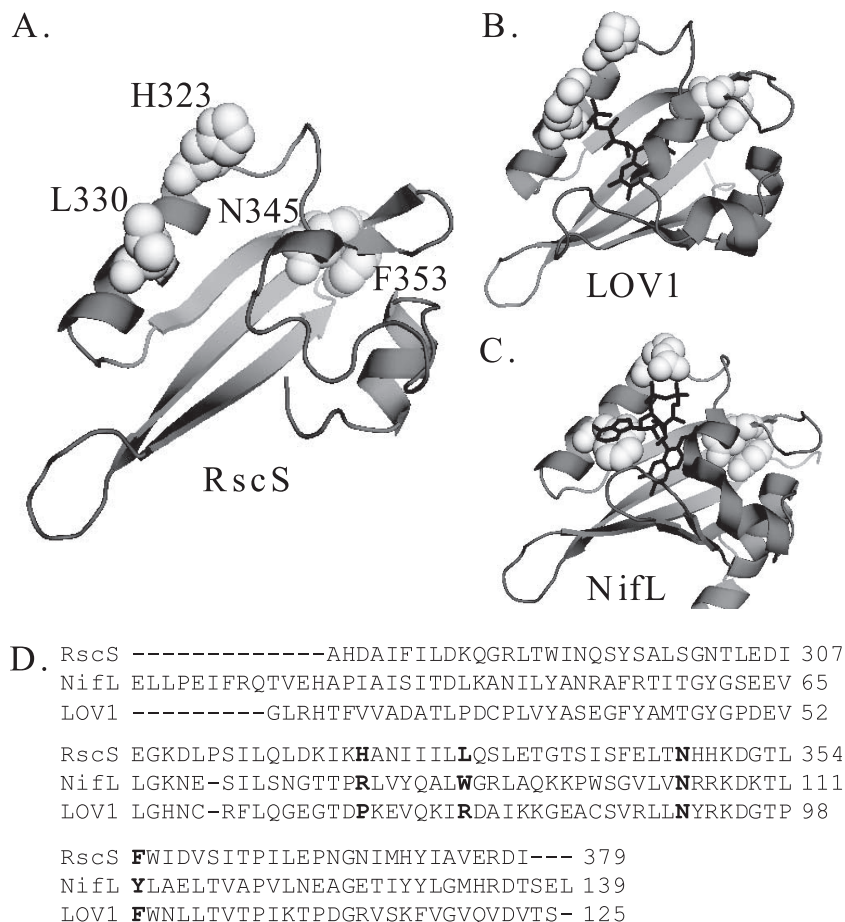 A.
B.
H323
L330
N345
F353
LOV1
C.
RscS
NifL
D.
RscS -------------AHDAIFILDKQGRLTWINQSYSALSGNTLEDI 307
NifL ELLPEIFRQTVEHAPIAISITDLKANILYANRAFRTITGYGSEEV 65
LOV1 ---------GLRHTFVVADATLPDCPLVYASEGFYAMTGYGPDEV 52
RscS EGKDLPSILQLDKIKHANIIILLQSLETGTSISFELTNHHKDGTL 354
NifL LGKNE-SILSNGTTPRLVYQALWGRLAQKKPWSGVLVNRRKDKTL 111
LOV1 LGHNC-RFLQGEGTDPKEVQKIRDAIKKGEACSVRLLNYRKDGTP 98
RscS FWIDVSITPILEPNGNIMHYIAVERDI--- 379
NifL YLAELTVAPVLNEAGETIYYLGMHRDTSEL 139
LOV1 FWNLLTVTPIKTPDGRVSKFVGVQVDVTS- 125